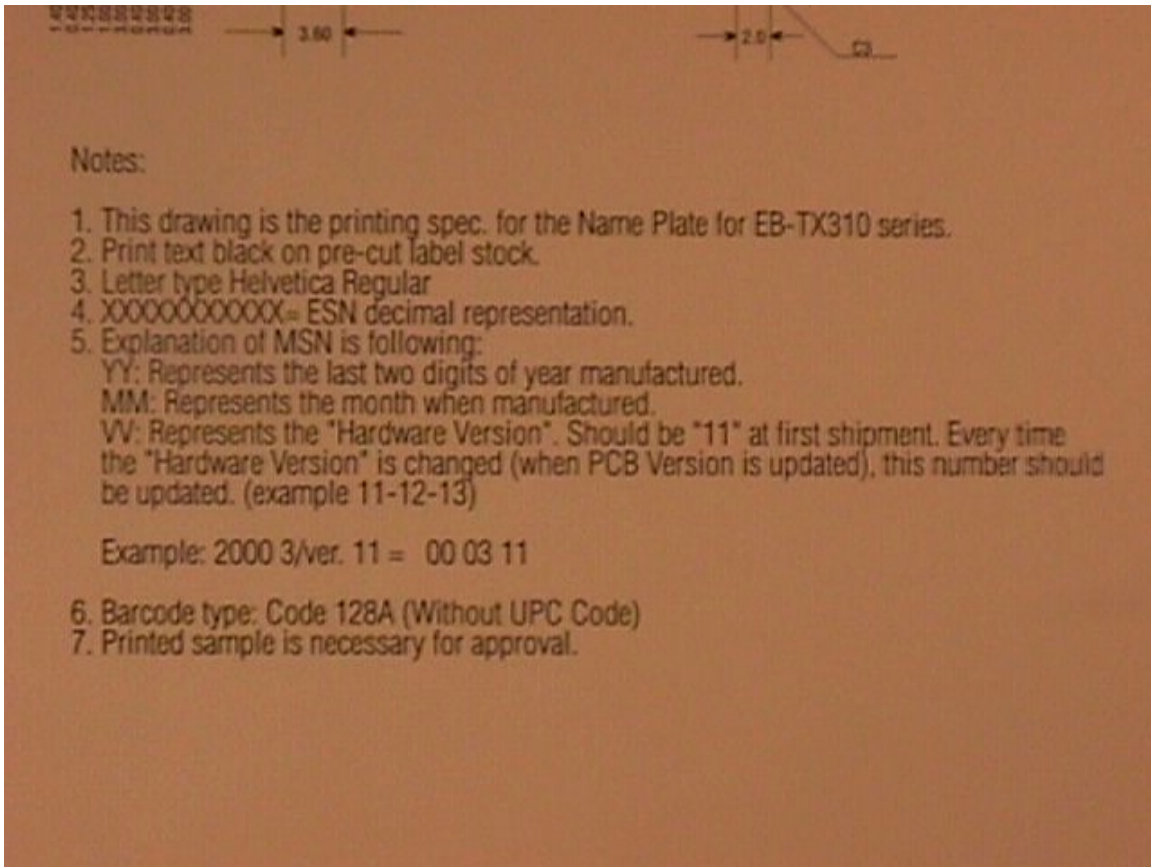 3.60
2.0
C3
Notes:
1. This drawing is the printing spec. for the Name Plate for EB-TX310 series.
2. Print text black on pre-cut label stock.
3. Letter type Helvetica Regular
4. XXXXXXXXXXX= ESN decimal representation.
5. Explanation of MSN is following:
YY: Represents the last two digits of year manufactured.
MM: Represents the month when manufactured.
VV: Represents the "Hardware Version". Should be "11" at first shipment. Every time
the "Hardware Version" is changed (when PCB Version is updated), this number should
be updated. (example 11-12-13)
Example: 2000 3/ver. 11 = 00 03 11
6. Barcode type: Code 128A (Without UPC Code)
7. Printed sample is necessary for approval.